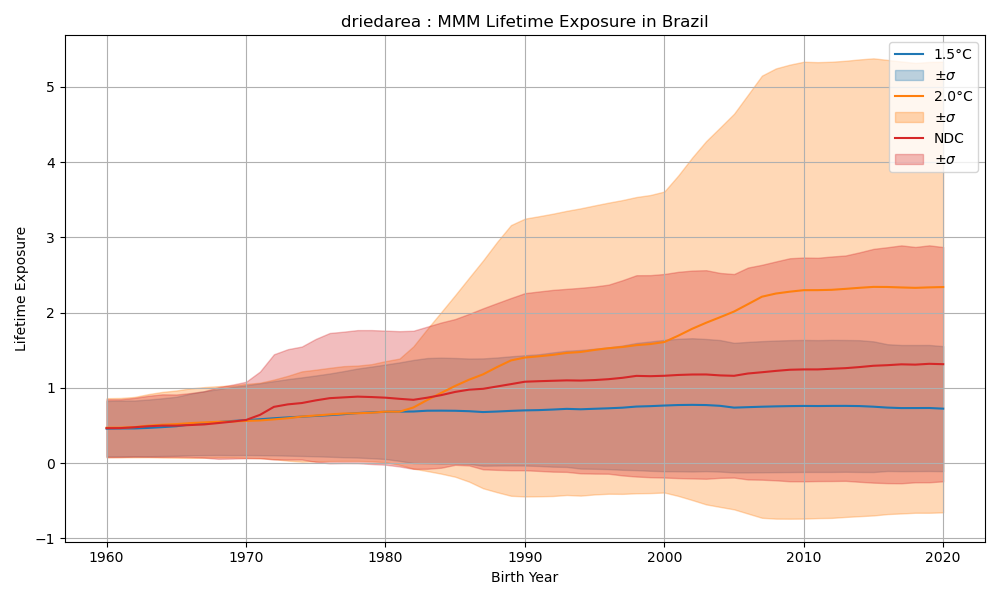 driedarea : MMM Lifetime Exposure in Brazil
1.5°C
±σ
2.0°C
±σ
NDC
±σ
Lifetime Exposure
5
4
3
2
1
0
−1
1960 1970 1980 1990 2000 2010 2020
Birth Year